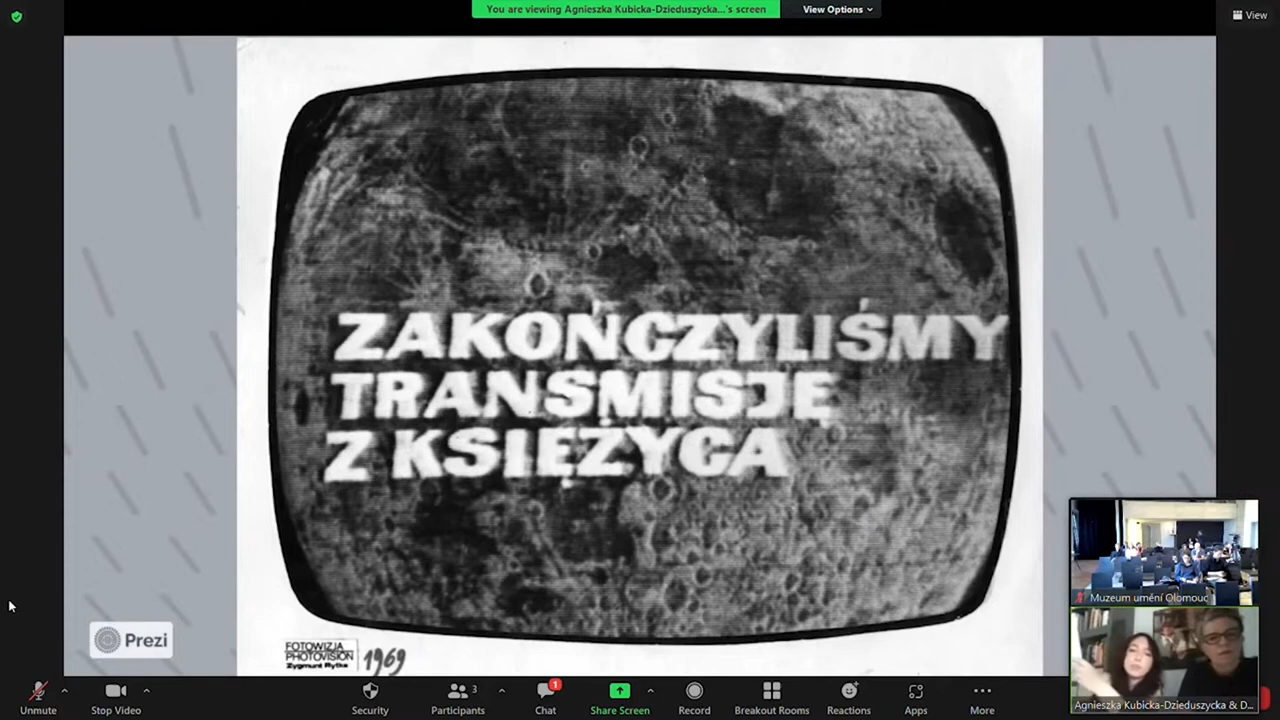 You are viewing Agnieszka Kubicka-Dzieduszycka...'s screen
View Options
View
ZAKOŃCZYLIŚMY
TRANSMISJĘ
Z KSIĘŻYCA
FOTOWIZJA
PHOTOVISION
Zygmunt Rytka
1969
Prezi
Muzeum umění Olomouc
Agnieszka Kubicka-Dzieduszycka & D...
Unmute
Stop Video
Security
Participants
3
Chat
1
Share Screen
Record
Breakout Rooms
Reactions
Apps
More